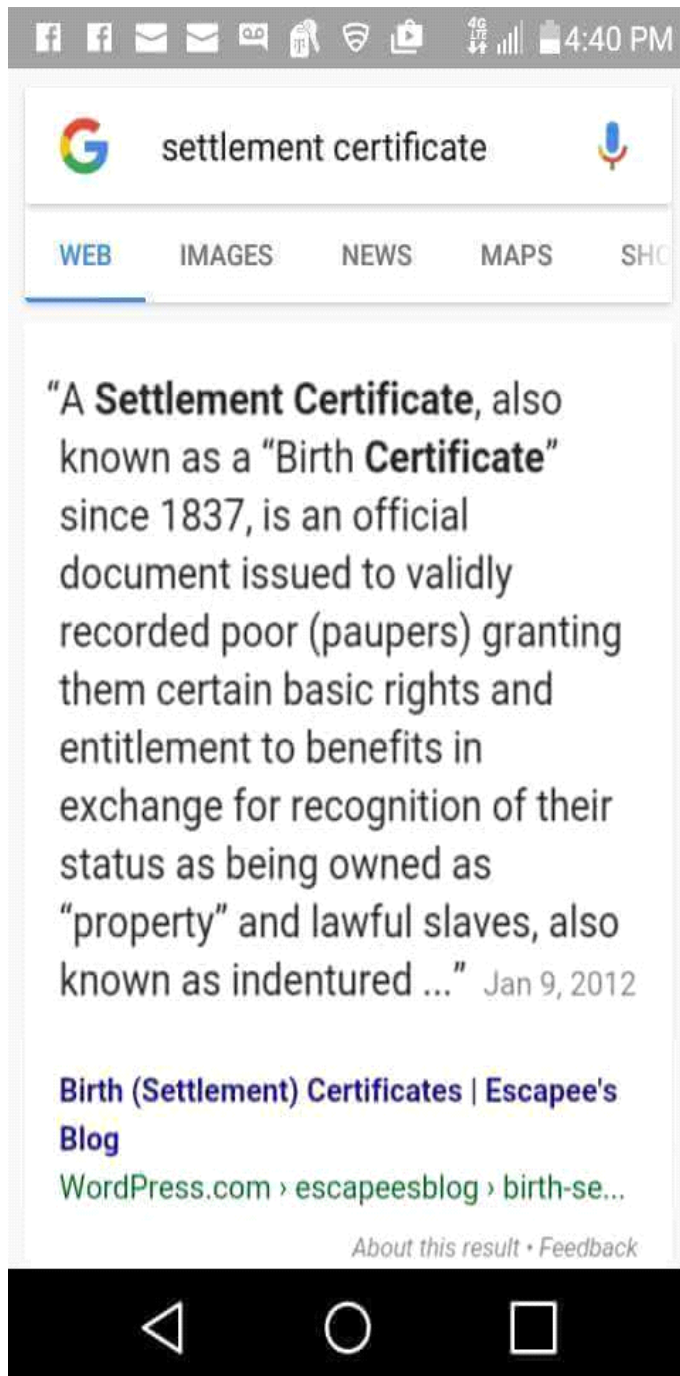 4G
LTE
4:40 PM
settlement certificate
WEB IMAGES NEWS MAPS SHO
“A Settlement Certificate, also
known as a “Birth Certificate”
since 1837, is an official
document issued to validly
recorded poor (paupers) granting
them certain basic rights and
entitlement to benefits in
exchange for recognition of their
status as being owned as
“property” and lawful slaves, also
known as indentured ...” Jan 9, 2012
Birth (Settlement) Certificates | Escapee's
Blog
WordPress.com › escapeesblog › birth-se...
About this result • Feedback